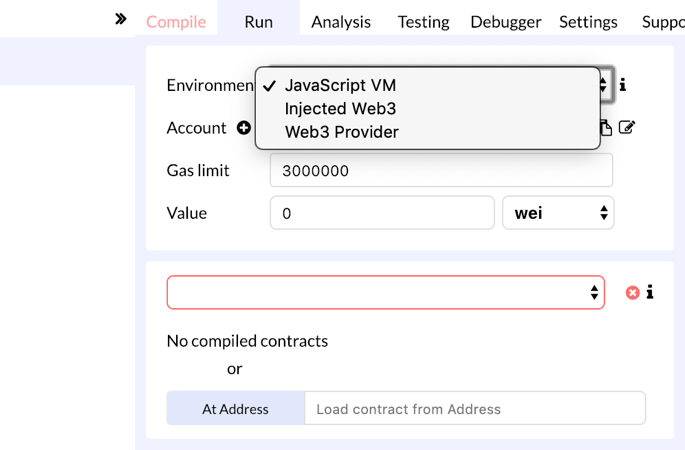 Compile Run Analysis Testing Debugger Settings Suppo
Environmen ✓ JavaScript VM
Injected Web3
Web3 Provider
Account
Gas limit 3000000
Value 0 wei
No compiled contracts
or
At Address Load contract from Address